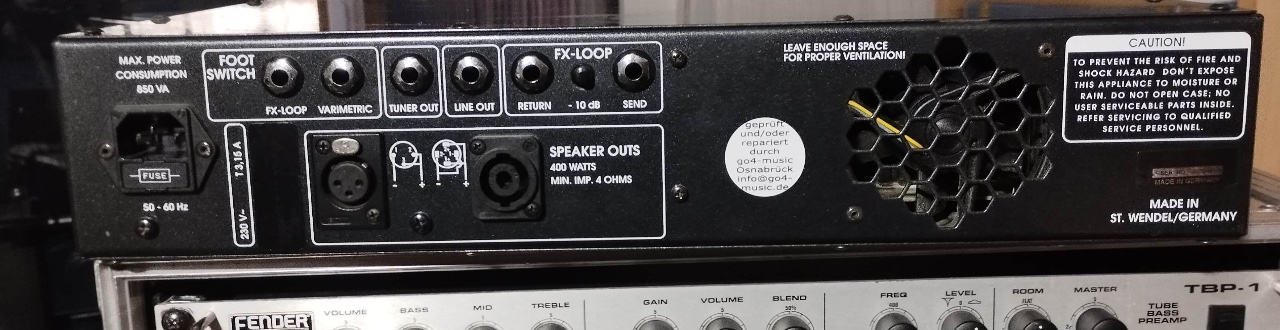 MAX. POWER
CONSUMPTION
850 VA
FUSE
50 - 60 Hz
FOOT
SWITCH
FX-LOOP
VARIMETRIC
TUNER OUT
LINE OUT
FX-LOOP
RETURN
- 10 dB
SEND
230 V~
T 3,15 A
- +
- +
SPEAKER OUTS
400 WATTS
MIN. IMP. 4 OHMS
LEAVE ENOUGH SPACE
FOR PROPER VENTILATION!
geprüft
und/oder
repariert
durch
go4-music
Osnabrück
info@go4-
music.de
CAUTION!
TO PREVENT THE RISK OF FIRE AND
SHOCK HAZARD DON'T EXPOSE
THIS APPLIANCE TO MOISTURE OR
RAIN. DO NOT OPEN CASE; NO
USER SERVICEABLE PARTS INSIDE.
REFER SERVICING TO QUALIFIED
SERVICE PERSONNEL.
MADE IN GERMANY
MADE IN
ST. WENDEL/GERMANY
FENDER
VOLUME
BASS
MID
TREBLE
GAIN
VOLUME
BLEND
50%
FREQ
400
LEVEL
0
ROOM
FLAT
MASTER
5
TBP-1
TUBE
BASS
PREAMP